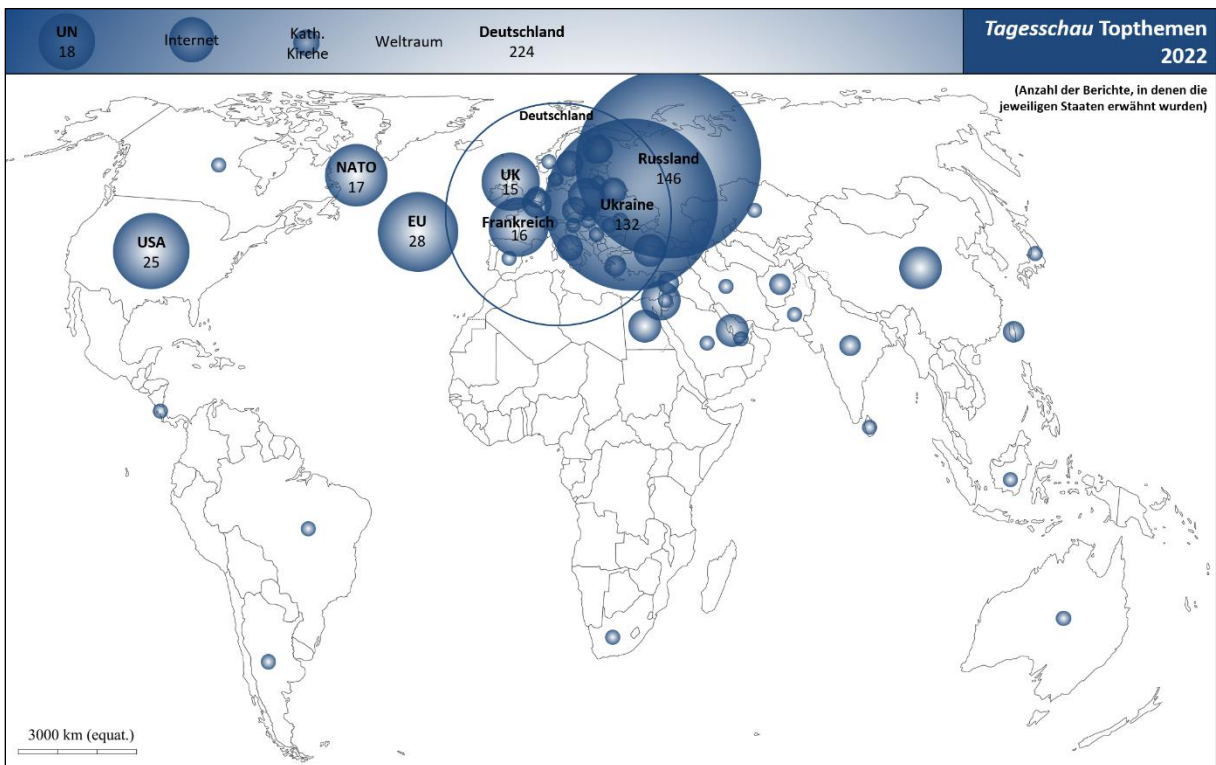 UN
18
Internet
Kath.
Kirche
Weltraum
Deutschland
224
Tagesschau Topthemen
2022
(Anzahl der Berichte, in denen die
jeweiligen Staaten erwähnt wurden)
Deutschland
NATO
17
UK
15
Russland
146
EU
28
Frankreich
16
Ukraine
132
USA
25
3000 km (equat.)